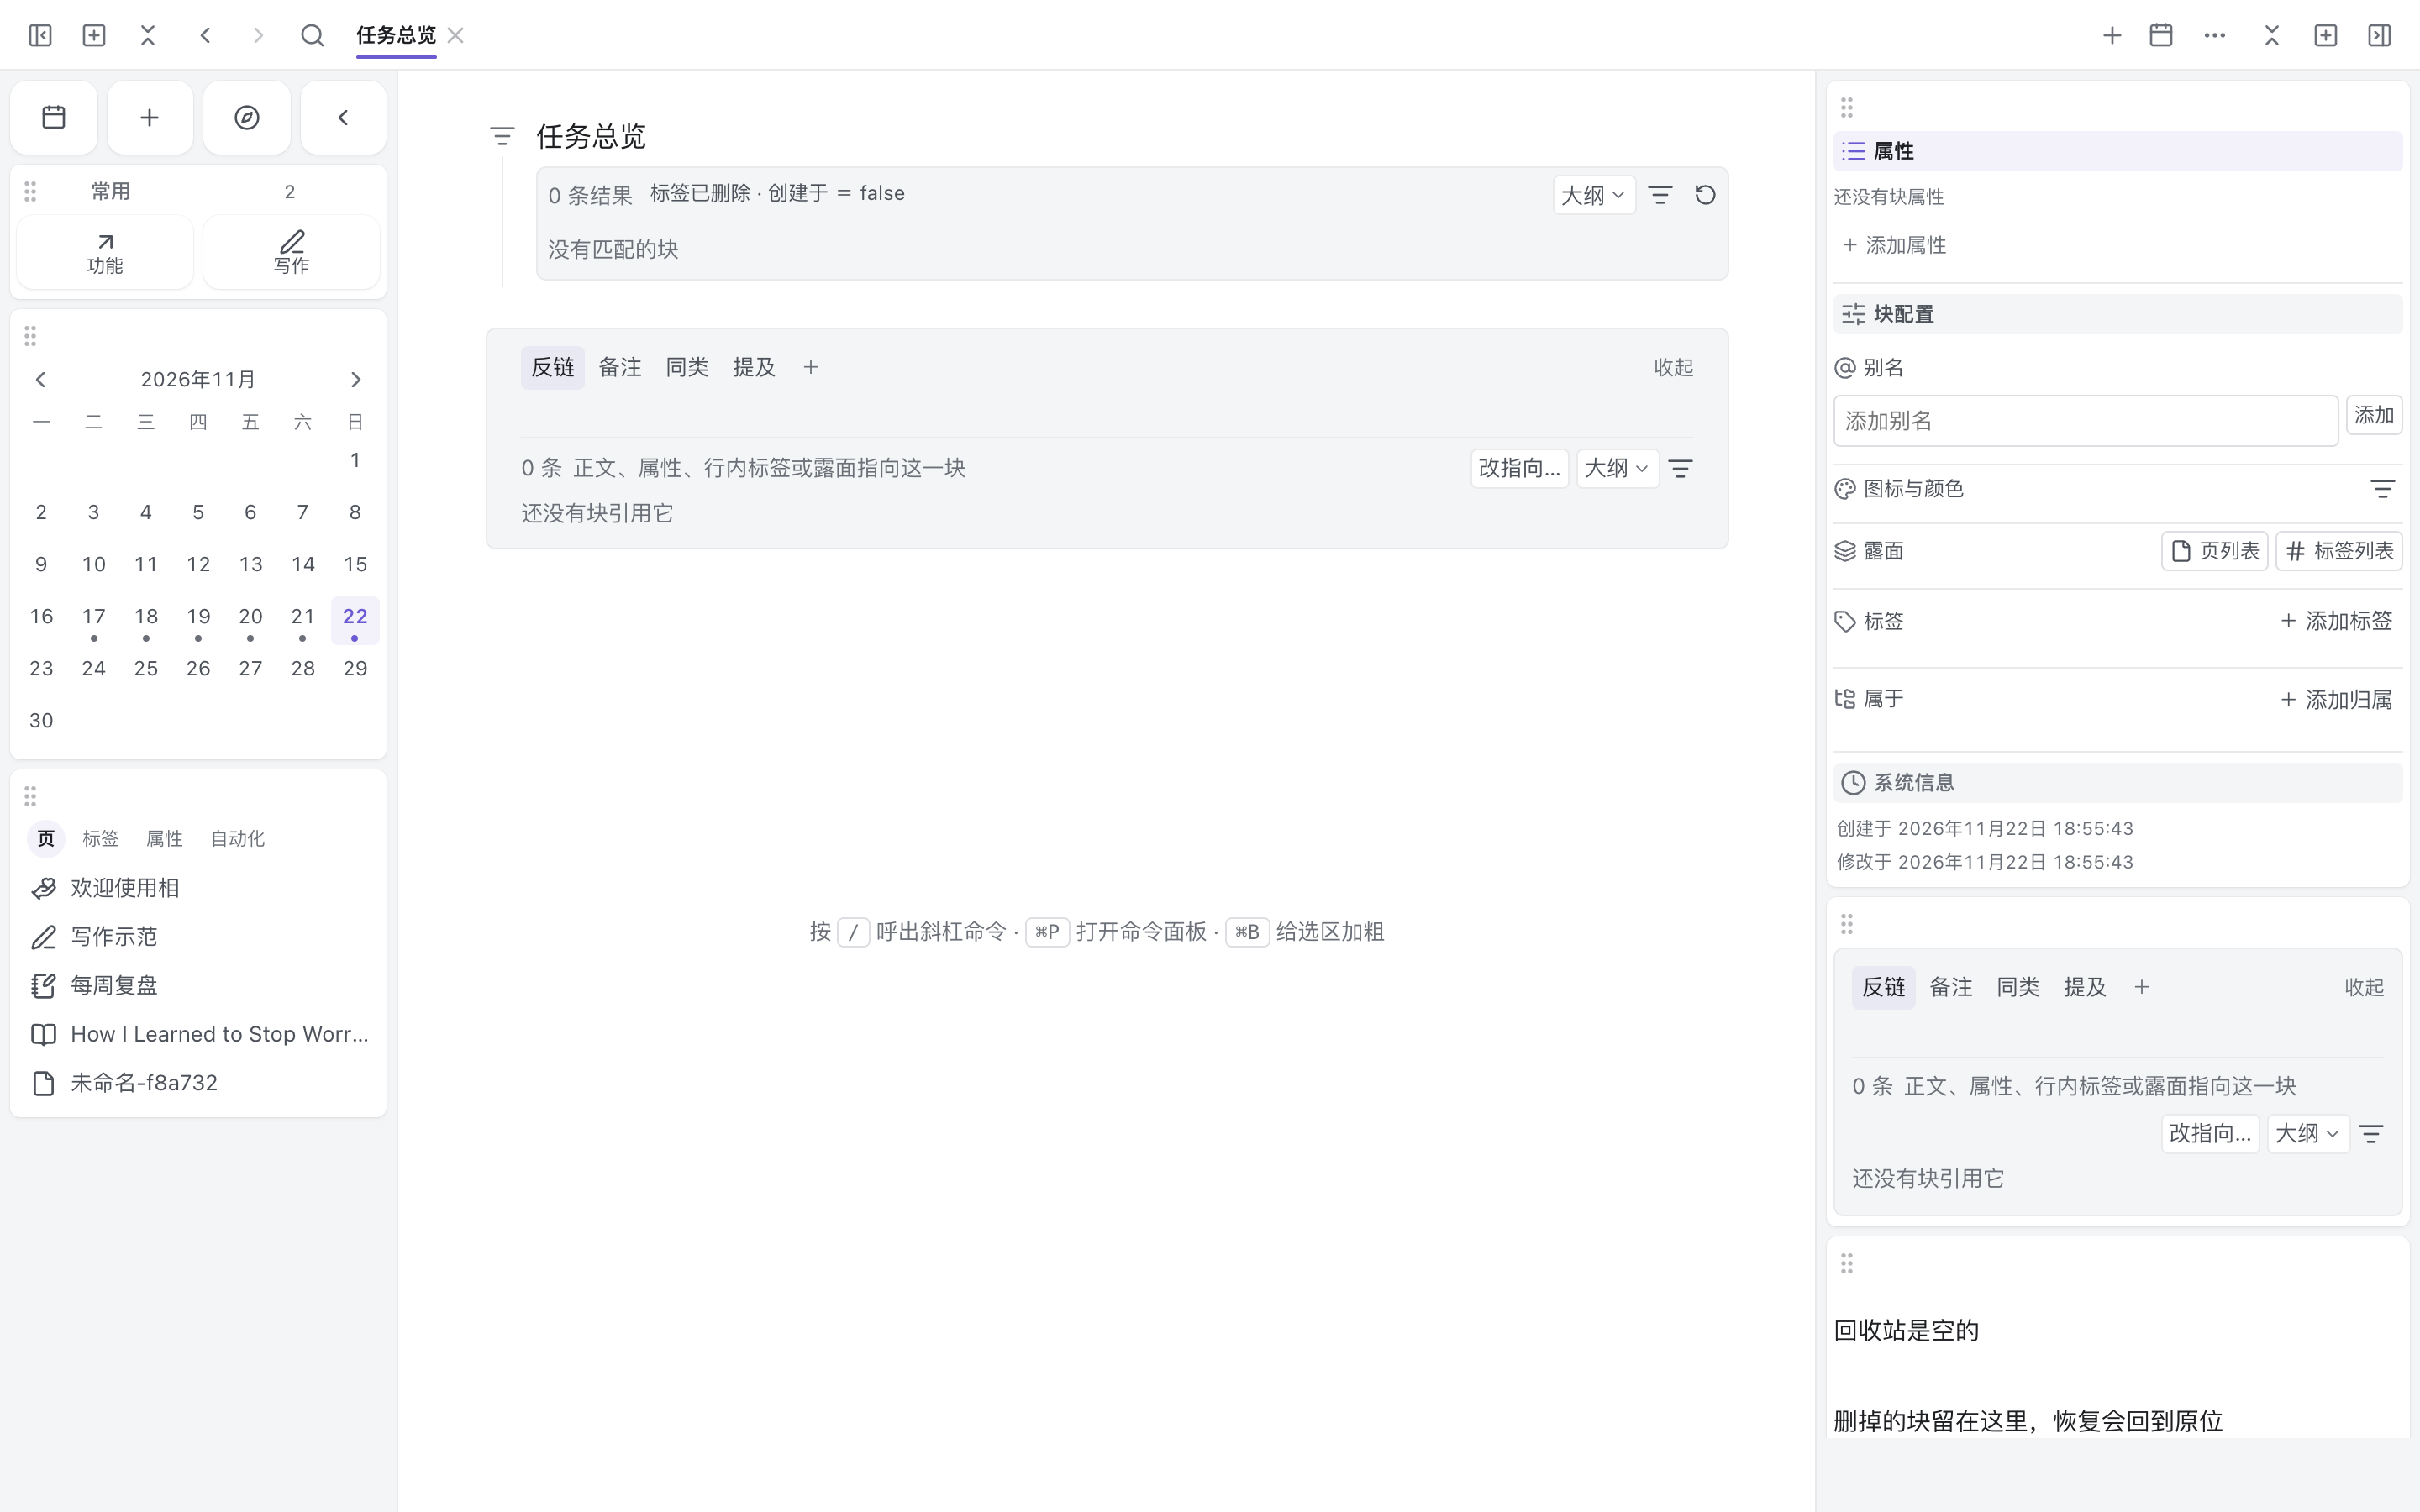 任务总览
常用 2
功能 写作
2026年11月
一 二 三 四 五 六 日
1
2 3 4 5 6 7 8
9 10 11 12 13 14 15
16 17 18 19 20 21 22
23 24 25 26 27 28 29
30
页 标签 属性 自动化
欢迎使用相
写作示范
每周复盘
How I Learned to Stop Worr...
未命名-f8a732
任务总览
0 条结果 标签已删除 · 创建于 = false 大纲
没有匹配的块
反链 备注 同类 提及 + 收起
0 条 正文、属性、行内标签或露面指向这一块 改指向... 大纲
还没有块引用它
按 / 呼出斜杠命令 · ⌘P 打开命令面板 · ⌘B 给选区加粗
属性
还没有块属性
+ 添加属性
块配置
别名
添加别名 添加
图标与颜色
露面 页列表 # 标签列表
标签 + 添加标签
属于 + 添加归属
系统信息
创建于 2026年11月22日 18:55:43
修改于 2026年11月22日 18:55:43
反链 备注 同类 提及 + 收起
0 条 正文、属性、行内标签或露面指向这一块
改指向... 大纲
还没有块引用它
回收站是空的
删掉的块留在这里，恢复会回到原位